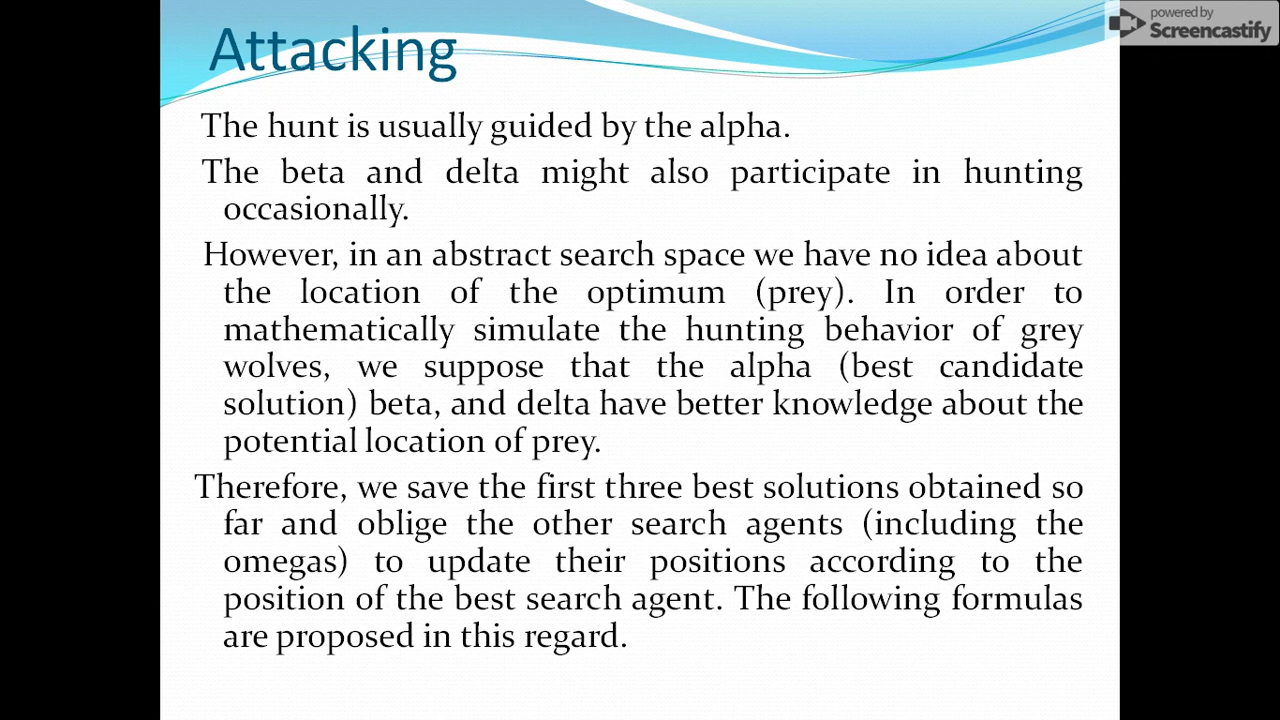 powered by
Screencastify
Attacking
The hunt is usually guided by the alpha.
The beta and delta might also participate in hunting
occasionally.
However, in an abstract search space we have no idea about
the location of the optimum (prey). In order to
mathematically simulate the hunting behavior of grey
wolves, we suppose that the alpha (best candidate
solution) beta, and delta have better knowledge about the
potential location of prey.
Therefore, we save the first three best solutions obtained so
far and oblige the other search agents (including the
omegas) to update their positions according to the
position of the best search agent. The following formulas
are proposed in this regard.